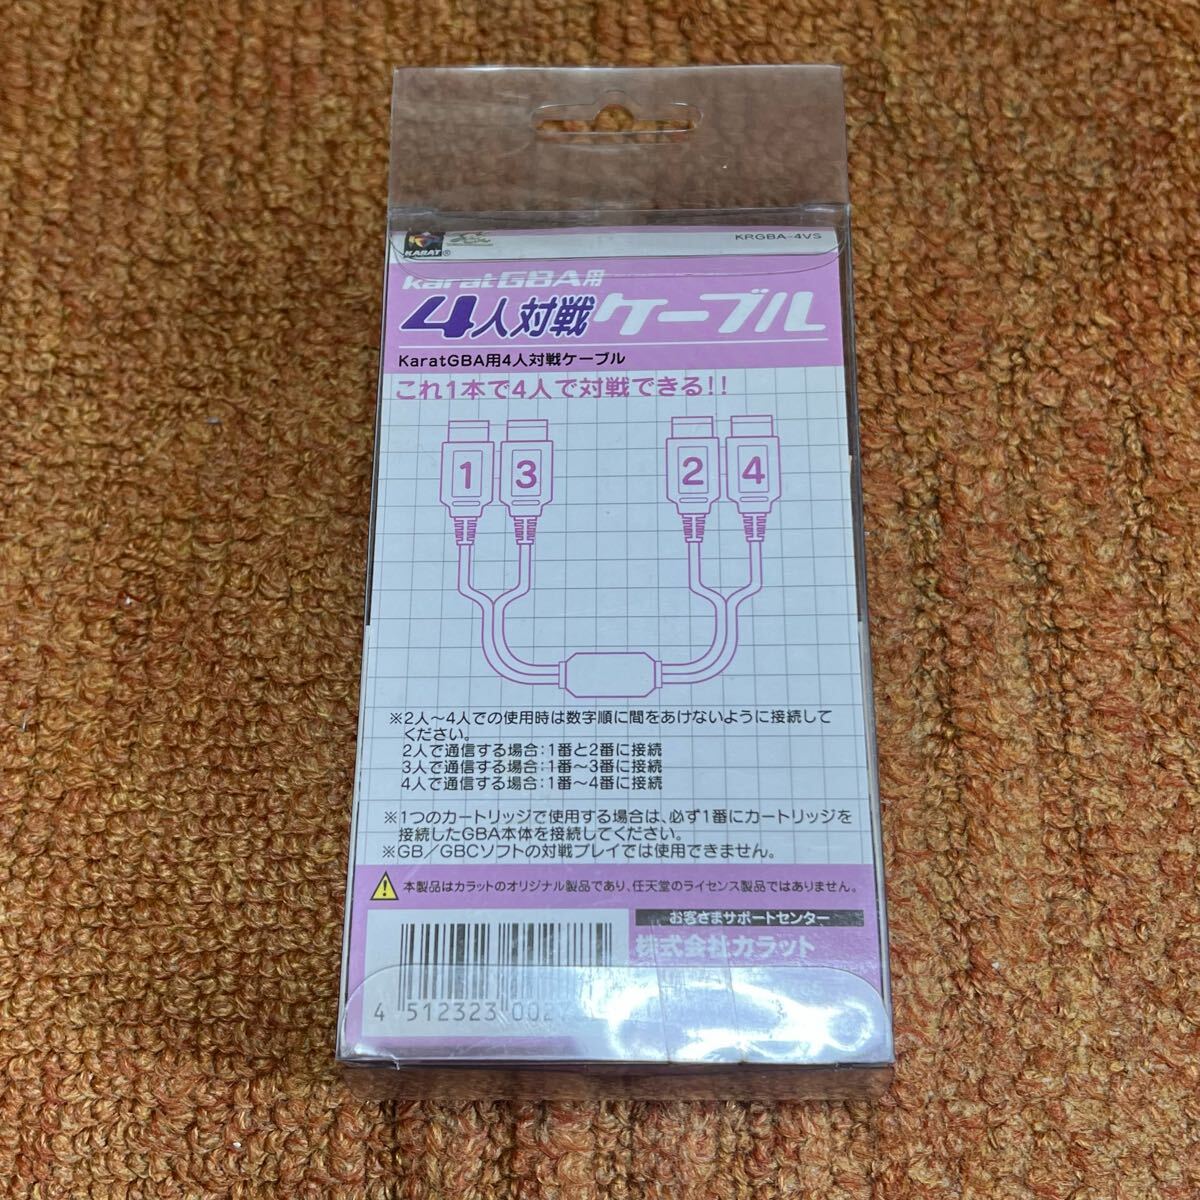 KARAT®
KRGBA-4VS
karatGBA用
4人対戦ケーブル
KaratGBA用4人対戦ケーブル
これ1本で4人で対戦できる!!
1 3 2 4
※2人～4人での使用時は数字順に間をあけないように接続して
ください。
2人で通信する場合：1番と2番に接続
3人で通信する場合：1番～3番に接続
4人で通信する場合：1番～4番に接続
※1つのカートリッジで使用する場合は、必ず1番にカートリッジを
接続したGBA本体を接続してください。
※GB／GBCソフトの対戦プレイでは使用できません。
本製品はカラットのオリジナル製品であり、任天堂のライセンス製品ではありません。
お客さまサポートセンター
株式会社カラット
4 512323 002